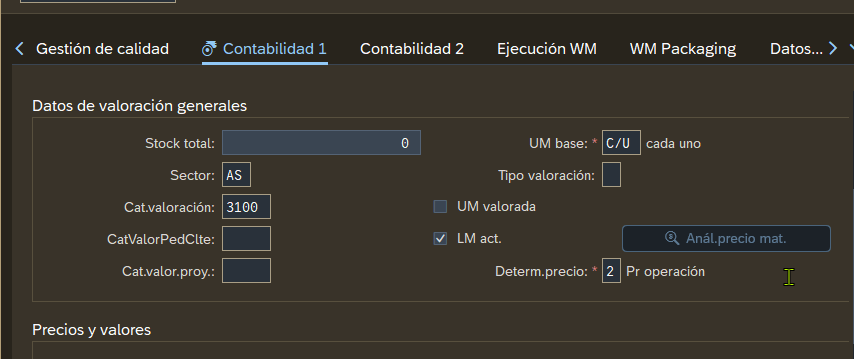 Gestión de calidad Contabilidad 1 Contabilidad 2 Ejecución WM WM Packaging Datos...
Datos de valoración generales
Stock total: 0 UM base: * C/U cada uno
Sector: AS Tipo valoración:
Cat.valoración: 3100 UM valorada
CatValorPedClte: LM act. Anál.precio mat.
Cat.valor.proy.: Determ.precio: * 2 Pr operación
Precios y valores